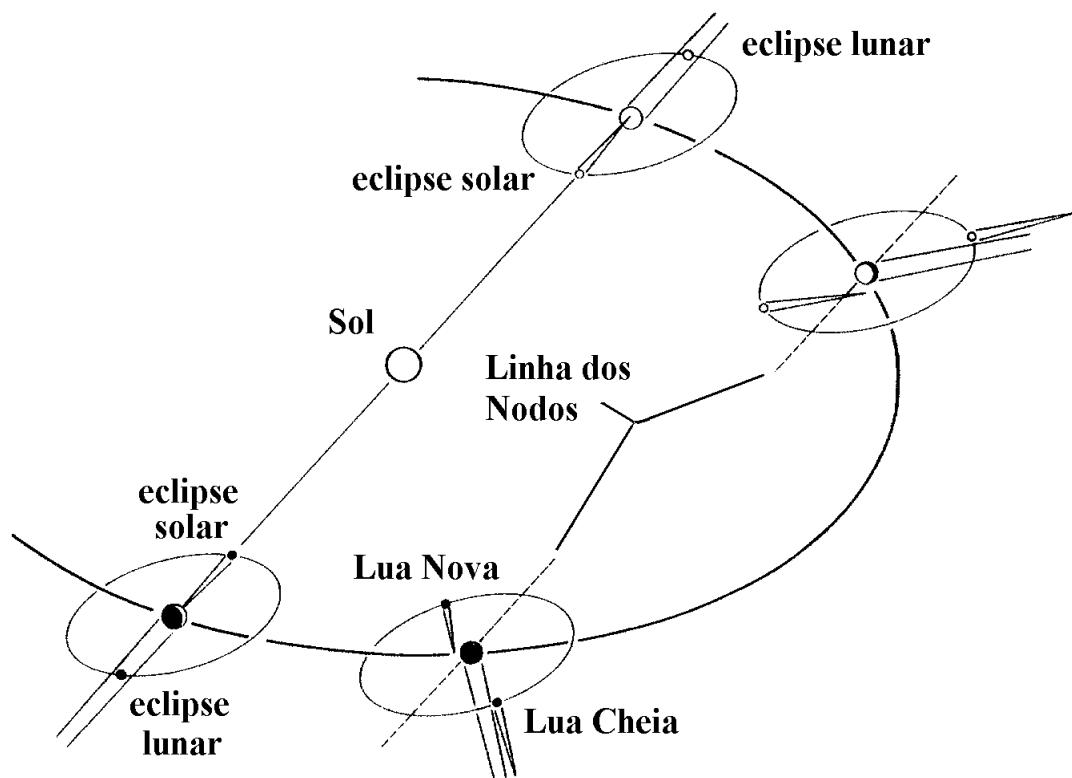 eclipse lunar
eclipse solar
Sol
Linha dos
Nodos
eclipse
solar
Lua Nova
eclipse
lunar
Lua Cheia